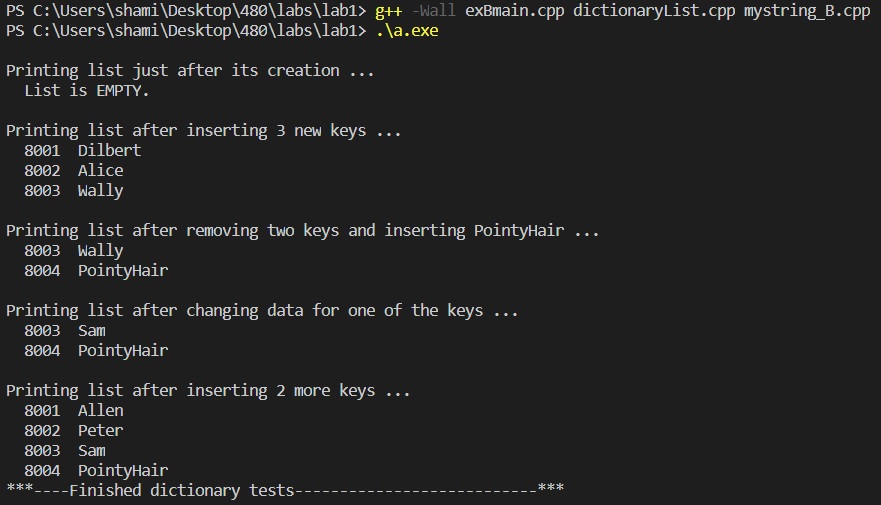 PS C:\Users\shami\Desktop\480\labs\lab1> g++ -Wall exBmain.cpp dictionaryList.cpp mystring_B.cpp
PS C:\Users\shami\Desktop\480\labs\lab1> .\a.exe
Printing list just after its creation ...
  List is EMPTY.
Printing list after inserting 3 new keys ...
  8001  Dilbert
  8002  Alice
  8003  Wally
Printing list after removing two keys and inserting PointyHair ...
  8003  Wally
  8004  PointyHair
Printing list after changing data for one of the keys ...
  8003  Sam
  8004  PointyHair
Printing list after inserting 2 more keys ...
  8001  Allen
  8002  Peter
  8003  Sam
  8004  PointyHair
***----Finished dictionary tests---------------------------***